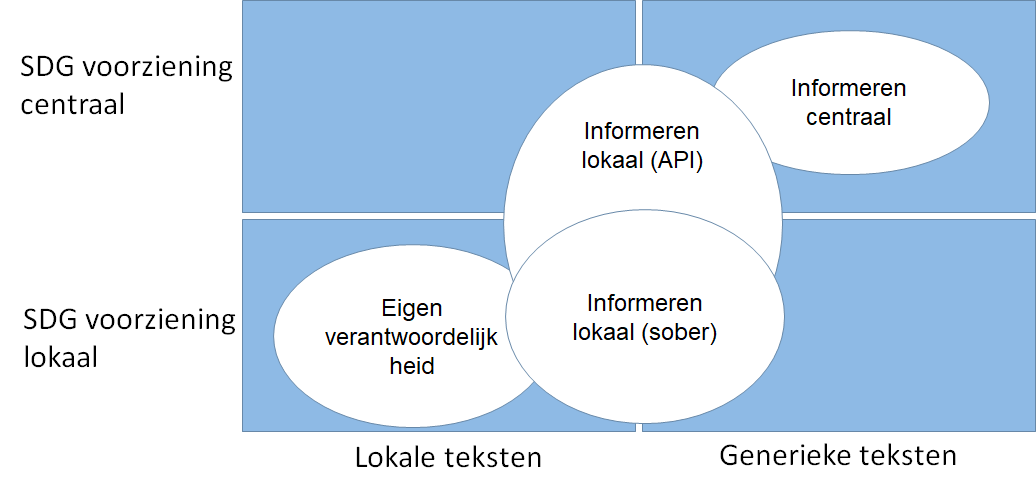 SDG voorziening
centraal
Informeren
centraal
Informeren
lokaal (API)
SDG voorziening
lokaal
Eigen
verantwoordelijk
heid
Informeren
lokaal (sober)
Lokale teksten
Generieke teksten